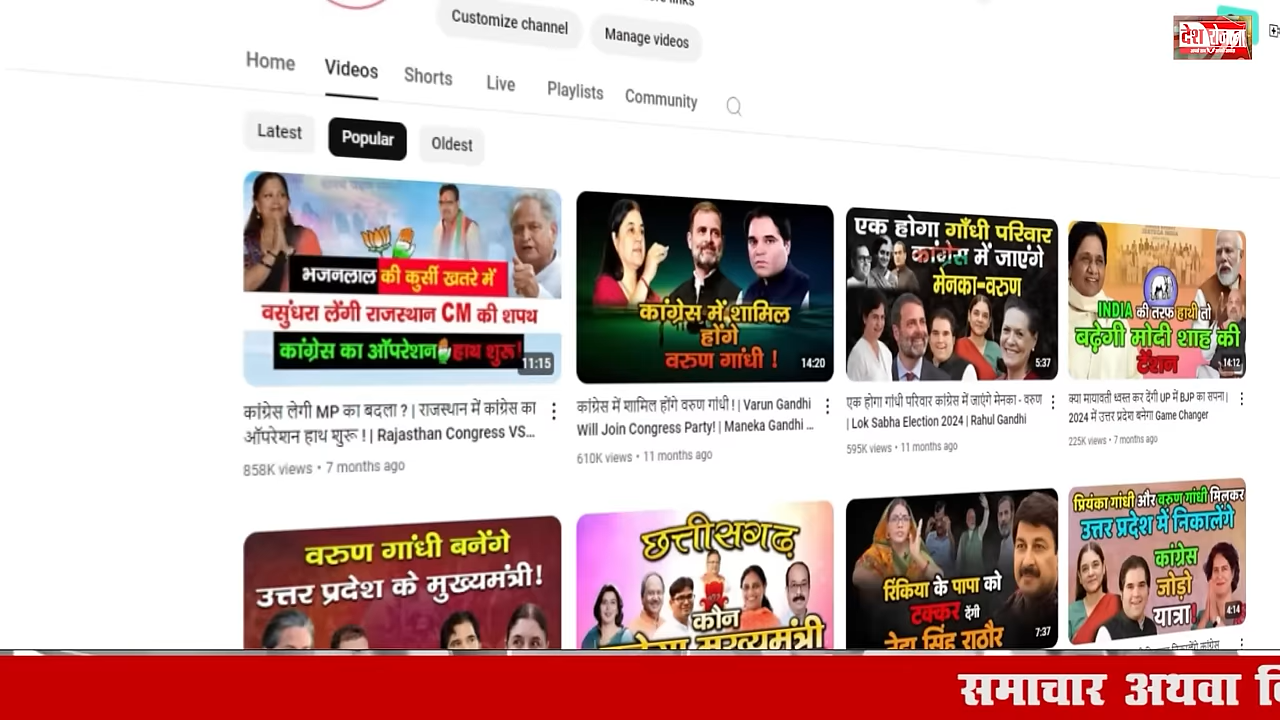 Customize channel
Manage videos
देश रोजाना
Home
Videos
Shorts
Live
Playlists
Community
Latest
Popular
Oldest
भजनलाल की कुर्सी खतरे में
वसुंधरा लेंगी राजस्थान CM की शपथ
कांग्रेस का ऑपरेशन हाथ शुरू !
11:15
कांग्रेस लेगी MP का बदला ? | राजस्थान में कांग्रेस का
ऑपरेशन हाथ शुरू ! | Rajasthan Congress VS...
858K views • 7 months ago
कांग्रेस में शामिल
होंगे
वरुण गांधी !
14:20
कांग्रेस में शामिल होंगे वरुण गांधी ! | Varun Gandhi
Will Join Congress Party! | Maneka Gandhi ...
610K views • 11 months ago
एक होगा गाँधी परिवार
कांग्रेस में जाएंगे
मेनका-वरुण
5:37
एक होगा गांधी परिवार कांग्रेस में जाएंगे मेनका - वरुण
| Lok Sabha Election 2024 | Rahul Gandhi
595K views • 11 months ago
INDIA की तरफ हाथी तो
बढ़ेगी मोदी शाह की
टेंशन
14:12
क्या मायावती ध्वस्त कर देंगी UP में BJP का सपना |
2024 में उत्तर प्रदेश बनेगा Game Changer
225K views • 7 months ago
वरुण गांधी बनेंगे
उत्तर प्रदेश के मुख्यमंत्री!
छत्तीसगढ़
कौन
मुख्यमंत्री
रिंकिया के पापा को
टक्कर देंगी
नेहा सिंह राठौर
7:37
प्रियंका गांधी और वरुण गांधी मिलकर
उत्तर प्रदेश में निकालेंगे
कांग्रेस
जोड़ो
यात्रा!
4:14
समाचार अथवा